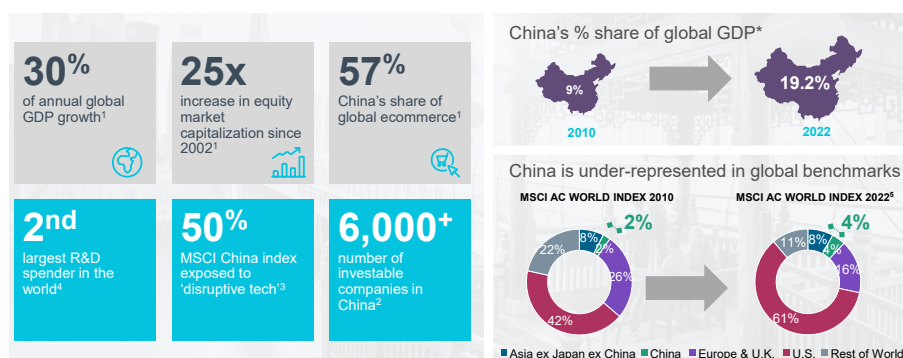 30%
of annual global
GDP growth1
25x
increase in equity
market
capitalization since
20021
57%
China's share of
global ecommerce1
2nd
largest R&D
spender in the
world4
50%
MSCI China index
exposed to
'disruptive tech'3
6,000+
number of
investable
companies in
China2
China's % share of global GDP*
9%
19.2%
2010
2022
China is under-represented in global benchmarks
MSCI AC WORLD INDEX 2010
2%
8%
2%
26%
42%
22%
MSCI AC WORLD INDEX 20225
4%
8%
4%
16%
61%
11%
Asia ex Japan ex China China Europe & U.K. U.S. Rest of World